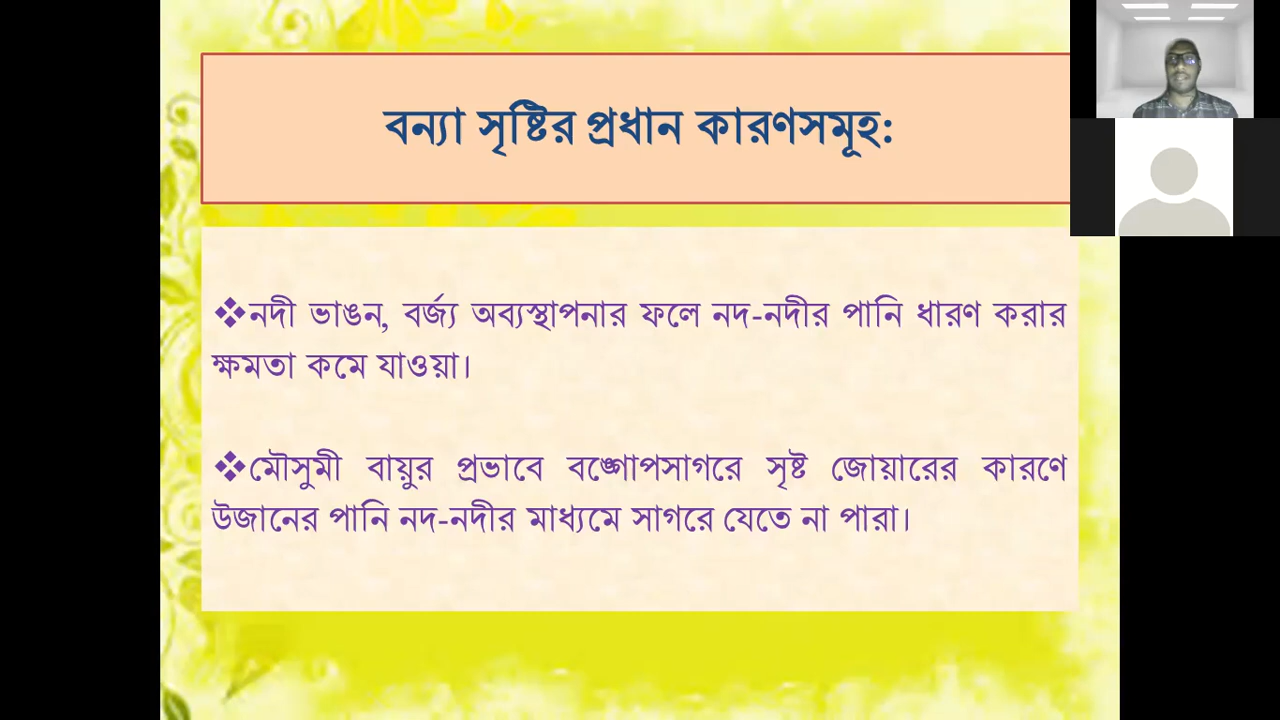 বন্যা সৃষ্টির প্রধান কারণসমূহ:
❖নদী ভাঙন, বর্জ্য অব্যস্থাপনার ফলে নদ-নদীর পানি ধারণ করার
ক্ষমতা কমে যাওয়া।
❖মৌসুমী বায়ুর প্রভাবে বঙ্গোপসাগরে সৃষ্ট জোয়ারের কারণে
উজানের পানি নদ-নদীর মাধ্যমে সাগরে যেতে না পারা।